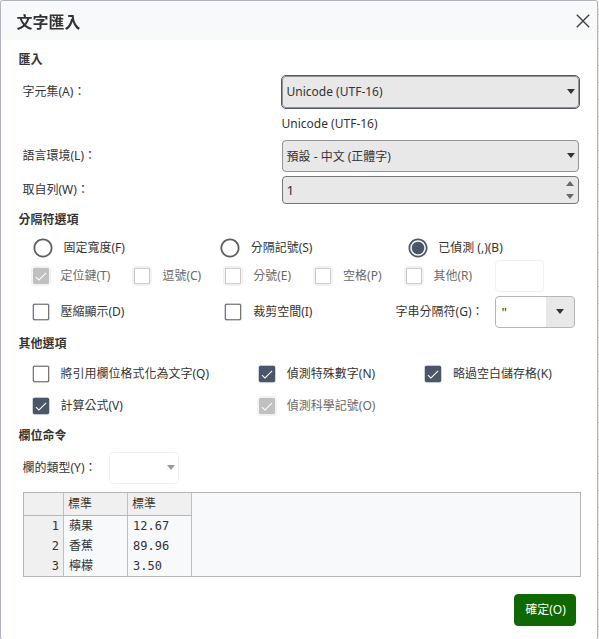 文字匯入
匯入
字元集(A)：
Unicode (UTF-16)
Unicode (UTF-16)
語言環境(L)：
預設 - 中文 (正體字)
取自列(W)：
1
分隔符選項
固定寬度(F) 分隔記號(S) 已偵測 (,)(B)
定位鍵(T) 逗號(C) 分號(E) 空格(P) 其他(R)
壓縮顯示(D) 裁剪空間(I) 字串分隔符(G)： "
其他選項
將引用欄位格式化為文字(Q) 偵測特殊數字(N) 略過空白儲存格(K)
計算公式(V) 偵測科學記號(O)
欄位命令
欄的類型(Y)：
標準 標準
1 蘋果 12.67
2 香蕉 89.96
3 檸檬 3.50
確定(O)